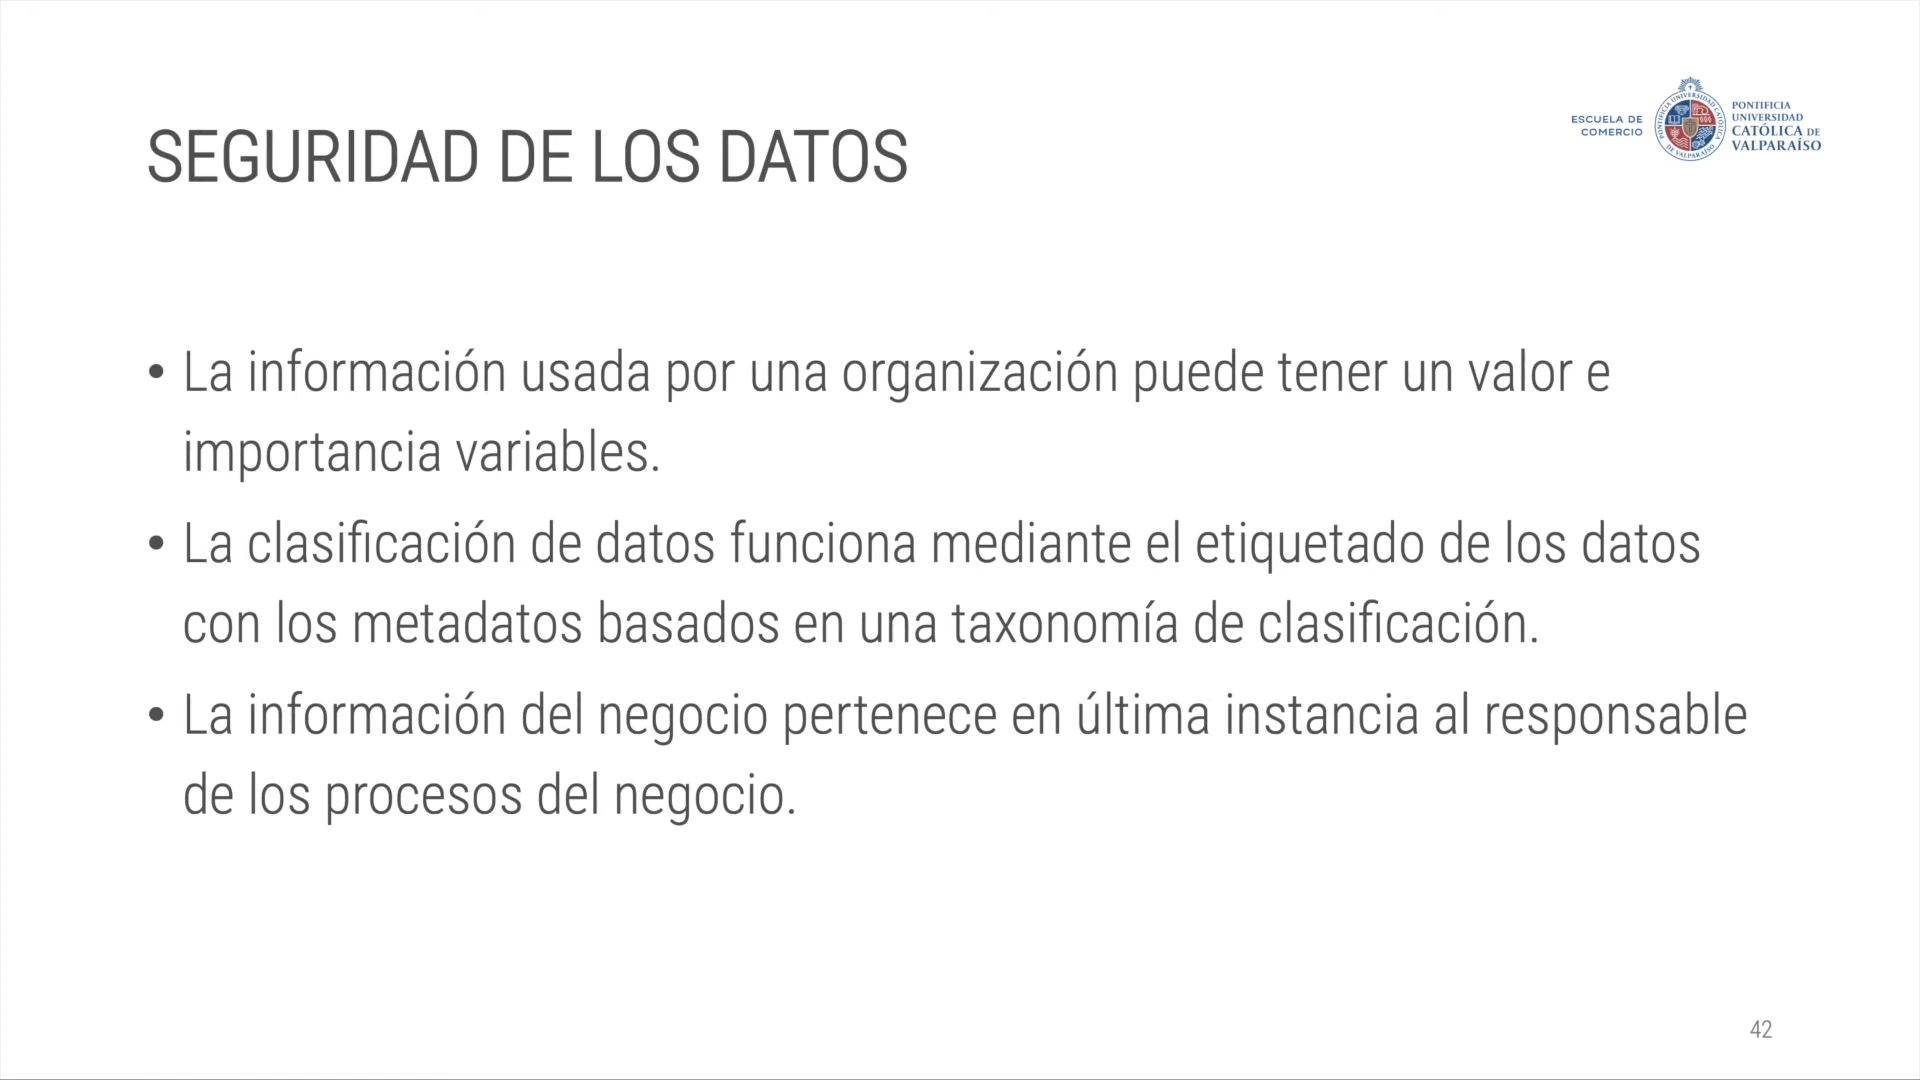 SEGURIDAD DE LOS DATOS
ESCUELA DE
COMERCIO
PONTIFICIA
UNIVERSIDAD
CATÓLICA DE
VALPARAÍSO
• La información usada por una organización puede tener un valor e
importancia variables.
• La clasificación de datos funciona mediante el etiquetado de los datos
con los metadatos basados en una taxonomía de clasificación.
• La información del negocio pertenece en última instancia al responsable
de los procesos del negocio.
42